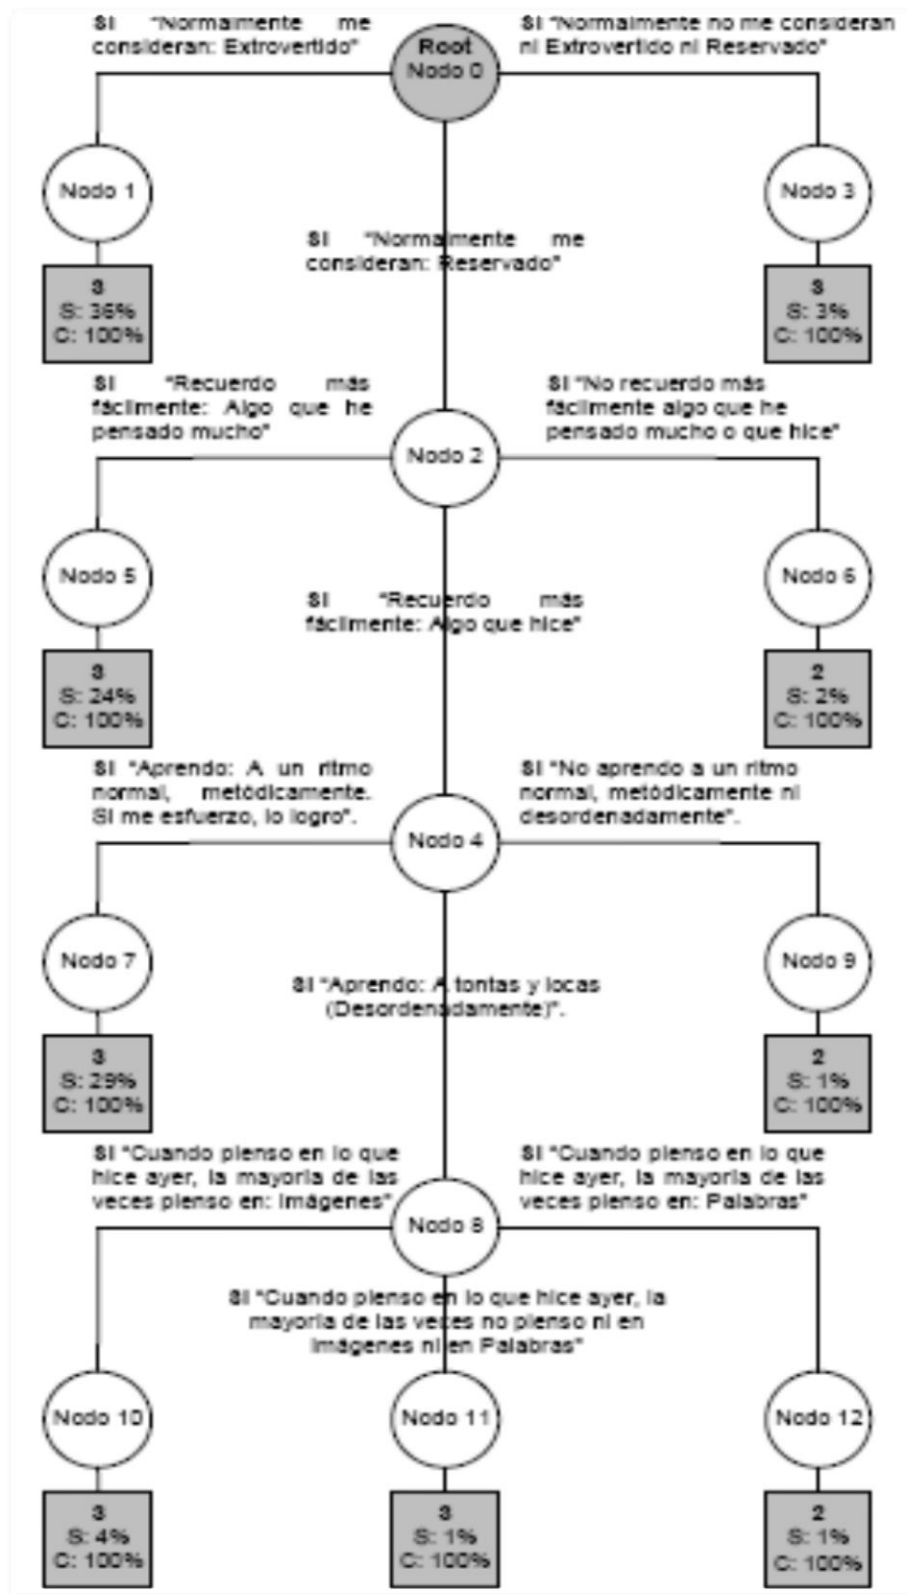 SI "Normalmente me
consideran: Extrovertido"
Root
Nodo 0
SI "Normalmente no me consideran
ni Extrovertido ni Reservado"
Nodo 1
Nodo 3
SI "Normalmente me
consideran: Reservado"
3
S: 36%
C: 100%
3
S: 3%
C: 100%
SI "Recuerdo más
fácilmente: Algo que he
pensado mucho"
SI "No recuerdo más
fácilmente algo que he
pensado mucho o que hice"
Nodo 2
Nodo 5
Nodo 6
SI "Recuerdo más
fácilmente: Algo que hice"
3
S: 24%
C: 100%
2
S: 2%
C: 100%
SI "Aprendo: A un ritmo
normal, metódicamente.
Si me esfuerzo, lo logro".
SI "No aprendo a un ritmo
normal, metódicamente ni
desordenadamente".
Nodo 4
Nodo 7
Nodo 9
SI "Aprendo: A tontas y locas
(Desordenadamente)".
3
S: 29%
C: 100%
2
S: 1%
C: 100%
SI "Cuando pienso en lo que
hice ayer, la mayoría de las
veces pienso en: Imágenes"
SI "Cuando pienso en lo que
hice ayer, la mayoría de las
veces pienso en: Palabras"
Nodo 8
SI "Cuando pienso en lo que hice ayer, la
mayoría de las veces no pienso ni en
Imágenes ni en Palabras"
Nodo 10
Nodo 11
Nodo 12
3
S: 4%
C: 100%
3
S: 1%
C: 100%
2
S: 1%
C: 100%